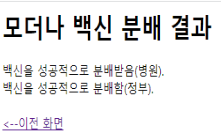 모더나 백신 분배 결과
백신을 성공적으로 분배받음(병원).
백신을 성공적으로 분배함(정부).
<--이전 화면